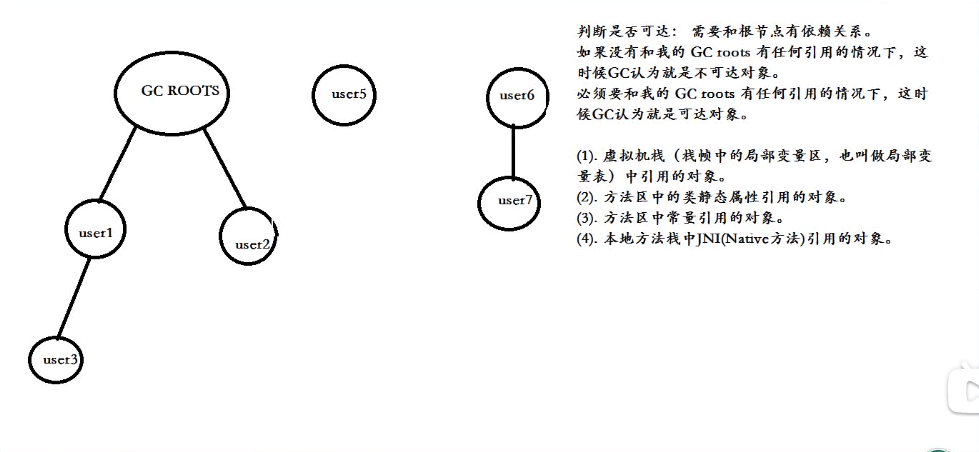 GC ROOTS
user5
user6
user1
user2
user7
user3
判断是否可达： 需要和根节点有依赖关系。
如果没有和我的 GC roots 有任何引用的情况下，这
时候GC认为就是不可达对象。
必须要和我的 GC roots 有任何引用的情况下，这时
候GC认为就是可达对象。
(1). 虚拟机栈（栈帧中的局部变量区，也叫做局部变
量表）中引用的对象。
(2). 方法区中的类静态属性引用的对象。
(3). 方法区中常量引用的对象。
(4). 本地方法栈中JNI(Native方法)引用的对象。